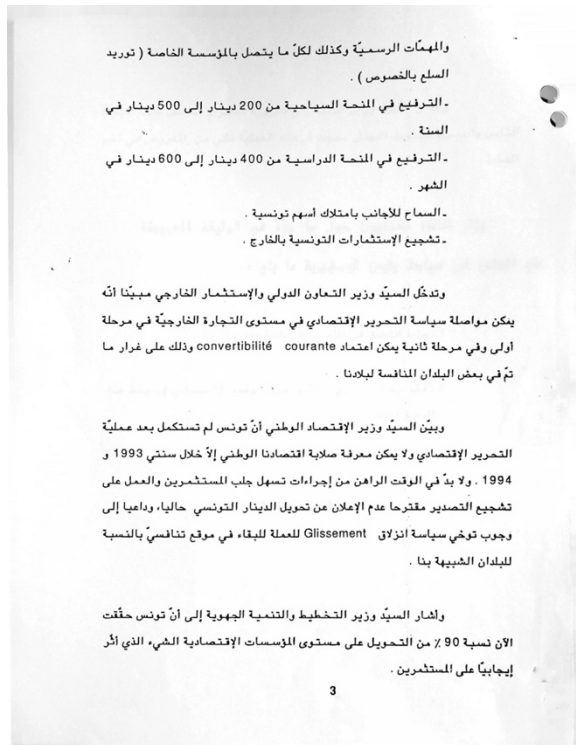 والمهمّات الرسميّة وكذلك لكلّ ما يتصل بالمؤسسة الخاصة ( توريد
السلع بالخصوص ) .
ـ الترفيع في المنحة السياحية من 200 دينار إلى 500 دينار في
السنة .
ـ الترفيع في المنحة الدراسية من 400 دينار إلى 600 دينار في
الشهر .
ـ السماح للأجانب بامتلاك أسهم تونسية .
ـ تشجيع الإستثمارات التونسية بالخارج .
وتدخّل السيّد وزير التعاون الدولي والإستثمار الخارجي مبيّنا أنّه
يمكن مواصلة سياسة التحرير الإقتصادي في مستوى التجارة الخارجيّة في مرحلة
أولى وفي مرحلة ثانية يمكن اعتماد convertibilité courante وذلك على غرار ما
تمّ في بعض البلدان المنافسة لبلادنا .
وبيّن السيّد وزير الإقتصاد الوطني أنّ تونس لم تستكمل بعد عمليّة
التحرير الإقتصادي ولا يمكن معرفة صلابة اقتصادنا الوطني إلاّ خلال سنتي 1993 و
1994 . ولا بدّ في الوقت الراهن من إجراءات تسهل جلب المستثمرين والعمل على
تشجيع التصدير مقترحا عدم الإعلان عن تحويل الدينار التونسي حاليا، وداعيا إلى
وجوب توخي سياسة انزلاق Glissement للعملة للبقاء في موقع تنافسيّ بالنسبة
للبلدان الشبيهة بنا .
وأشار السيّد وزير التخطيط والتنمية الجهوية إلى أنّ تونس حقّقت
الآن نسبة 90 ٪ من التحويل على مستوى المؤسسات الإقتصادية الشيء الذي أثّر
إيجابيّا على المستثمرين .
3